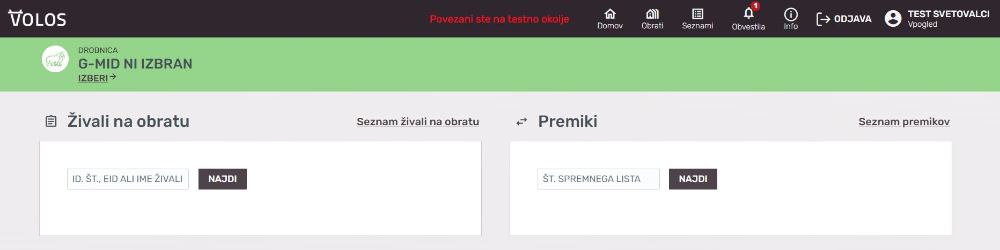 VOLOS
Povezani ste na testno okolje
Domov
Obrati
Seznami
1
Obvestila
Info
ODJAVA
TEST SVETOVALCI
Vpogled
DROBNICA
G-MID NI IZBRAN
IZBERI
Živali na obratu
Seznam živali na obratu
Premiki
Seznam premikov
ID. ŠT., EID ALI IME ŽIVALI
NAJDI
ŠT. SPREMNEGA LISTA
NAJDI